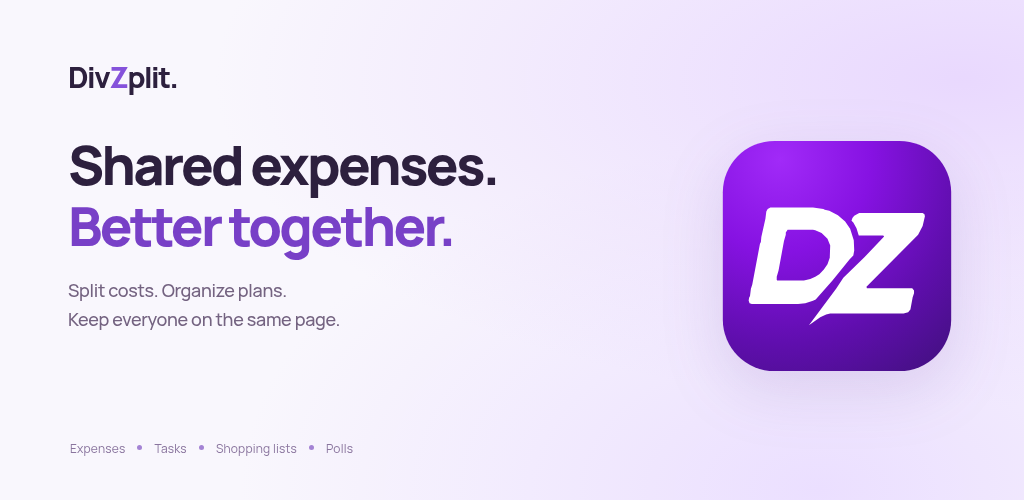 DivZplit.
Shared expenses.
Better together.
Split costs. Organize plans.
Keep everyone on the same page.
DZ
Expenses • Tasks • Shopping lists • Polls